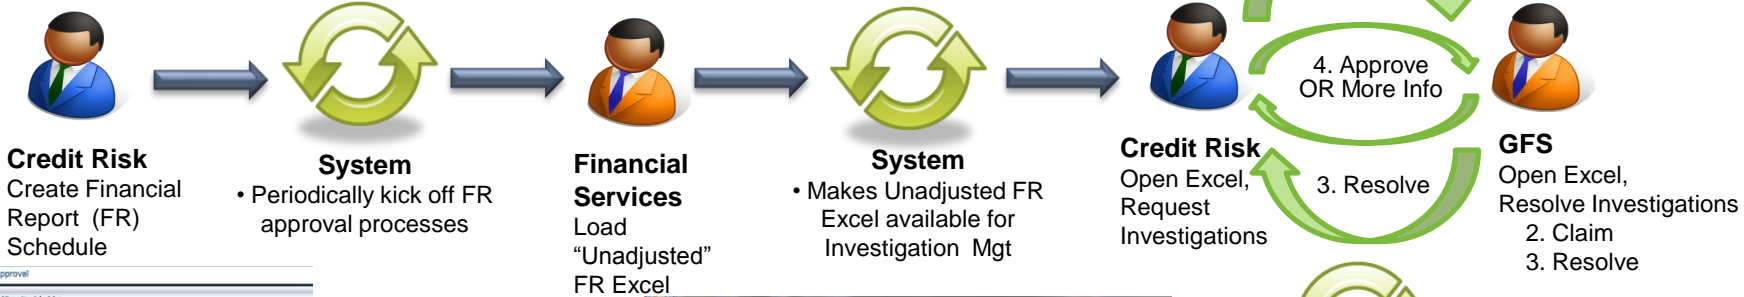 Credit Risk
Create Financial
Report (FR)
Schedule
System
• Periodically kick off FR
approval processes
Financial
Services
Load
“Unadjusted”
FR Excel
System
• Makes Unadjusted FR
Excel available for
Investigation Mgt
Credit Risk
Open Excel,
Request
Investigations
4. Approve
OR More Info
3. Resolve
GFS
Open Excel,
Resolve Investigations
2. Claim
3. Resolve